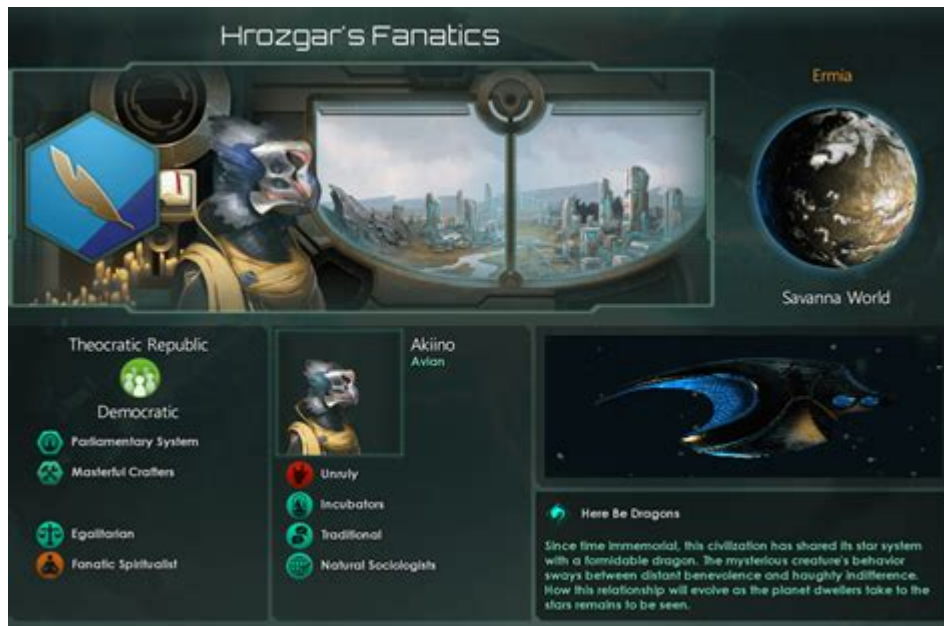 Hrozgar's Fanatics
Ermia
Savanna World
Theocratic Republic
Democratic
Parliamentary System
Masterful Crafters
Egalitarian
Fanatic Spiritualist
Akiino
Avian
Unruly
Incubators
Traditional
Natural Sociologists
Here Be Dragons
Since time immemorial, this civilization has shared its star system
with a formidable dragon. The mysterious creature's behavior
sways between distant benevolence and haughty indifference.
How this relationship will evolve as the planet dwellers take to the
stars remains to be seen.